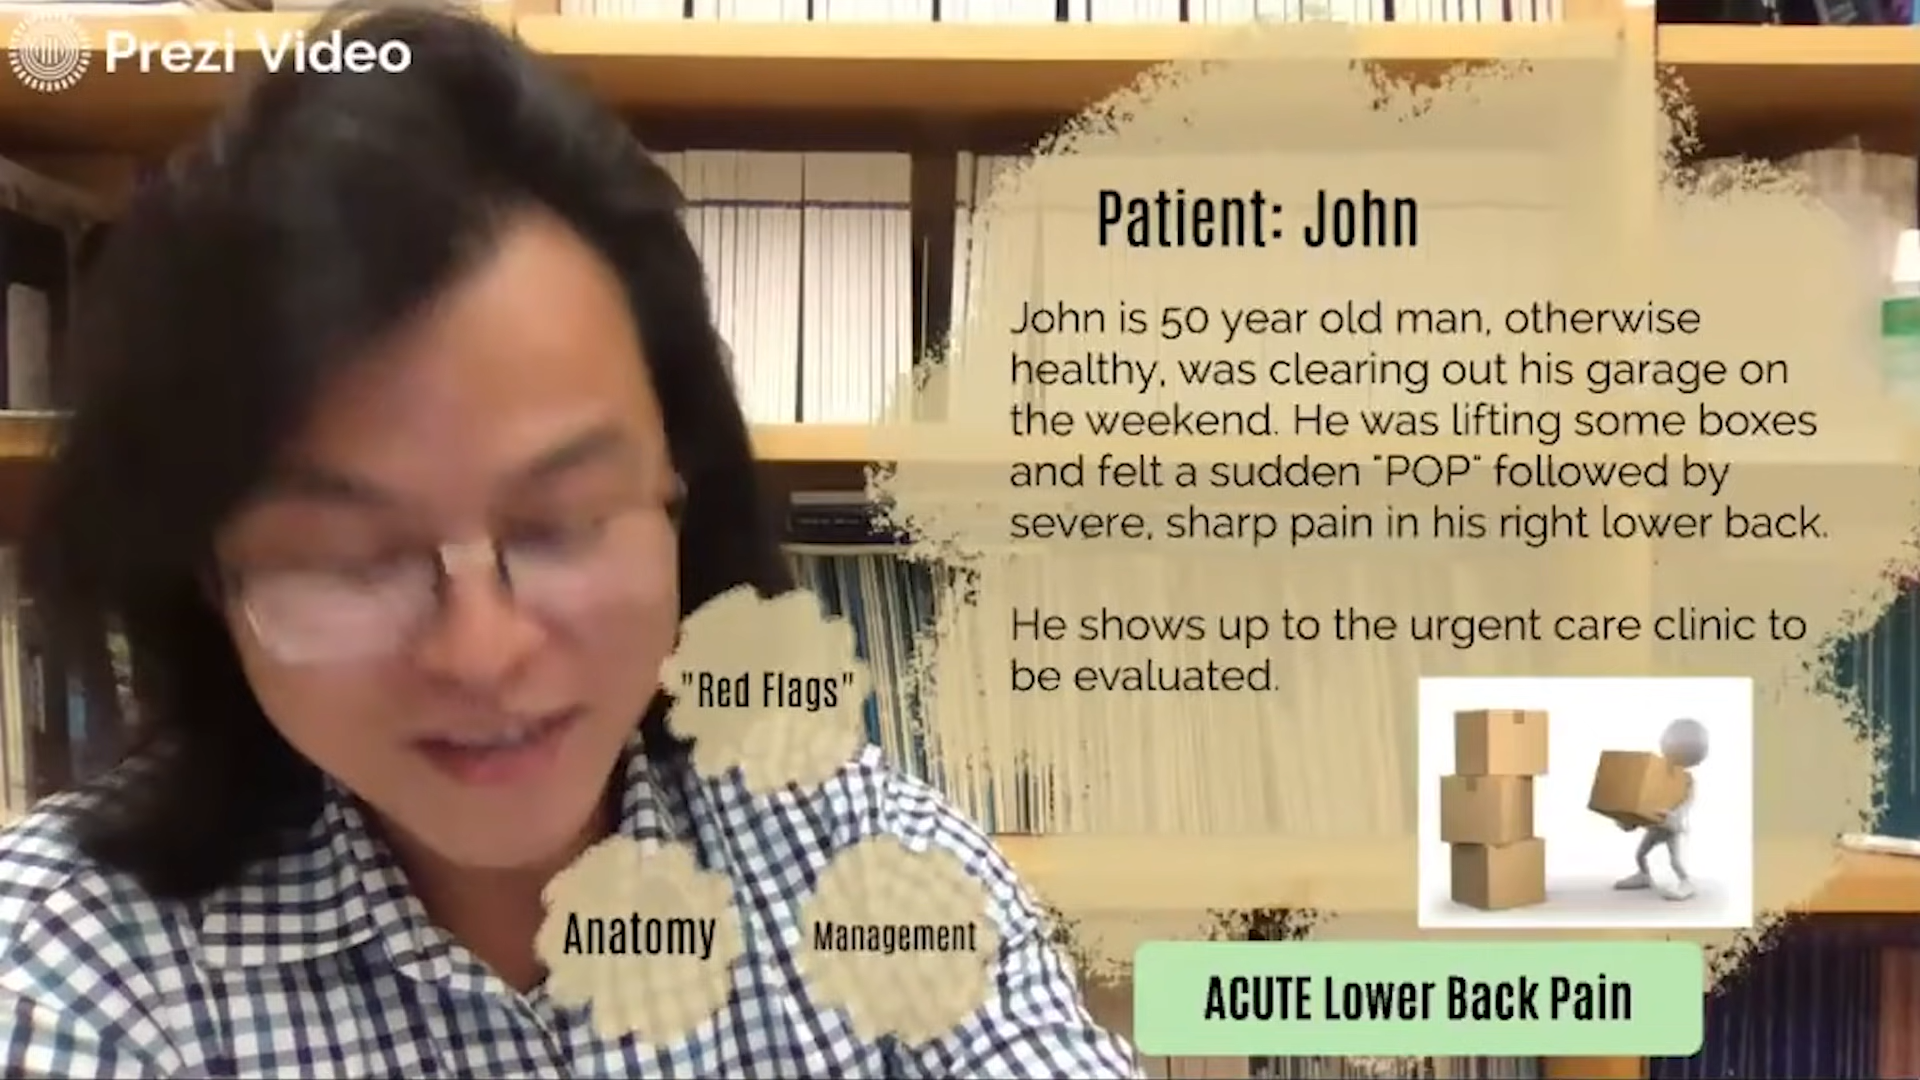 Prezi Video
Patient: John
John is 50 year old man, otherwise
healthy, was clearing out his garage on
the weekend. He was lifting some boxes
and felt a sudden "POP" followed by
severe, sharp pain in his right lower back.
He shows up to the urgent care clinic to
be evaluated.
"Red Flags"
Anatomy
Management
ACUTE Lower Back Pain